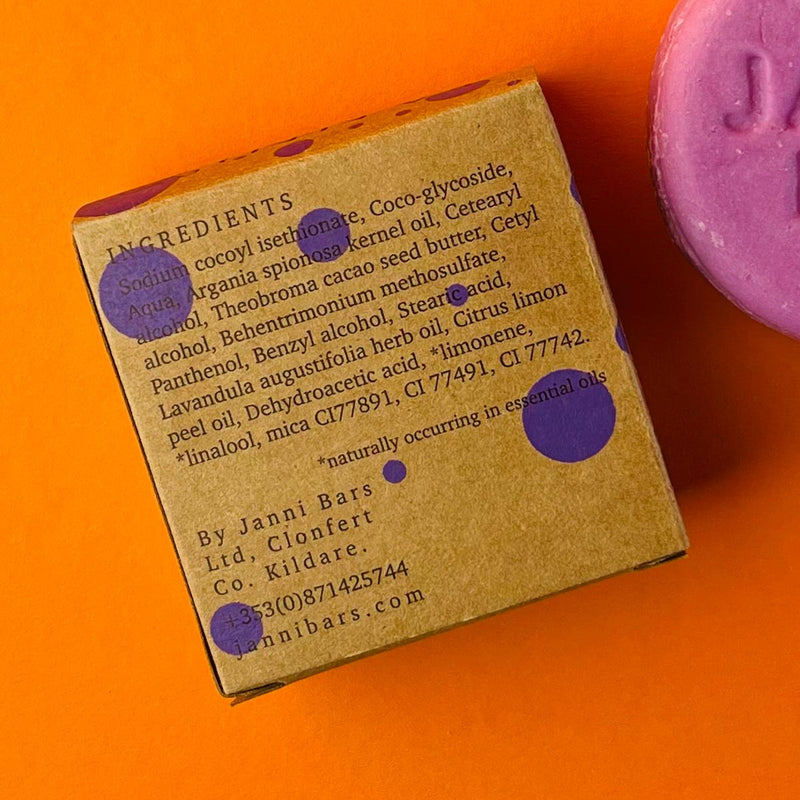 INGREDIENTS
Sodium cocoyl isethionate, Coco-glycoside,
Aqua, Argania spionosa kernel oil, Cetearyl
alcohol, Theobroma cacao seed butter, Cetyl
alcohol, Behentrimonium methosulfate,
Panthenol, Benzyl alcohol, Stearic acid,
Lavandula augustifolia herb oil, Citrus limon
peel oil, Dehydroacetic acid, *limonene,
*linalool, mica CI77891, CI 77491, CI 77742.
*naturally occurring in essential oils
By Janni Bars
Ltd, Clonfert
Co. Kildare.
+353(0)871425744
jannibars.com